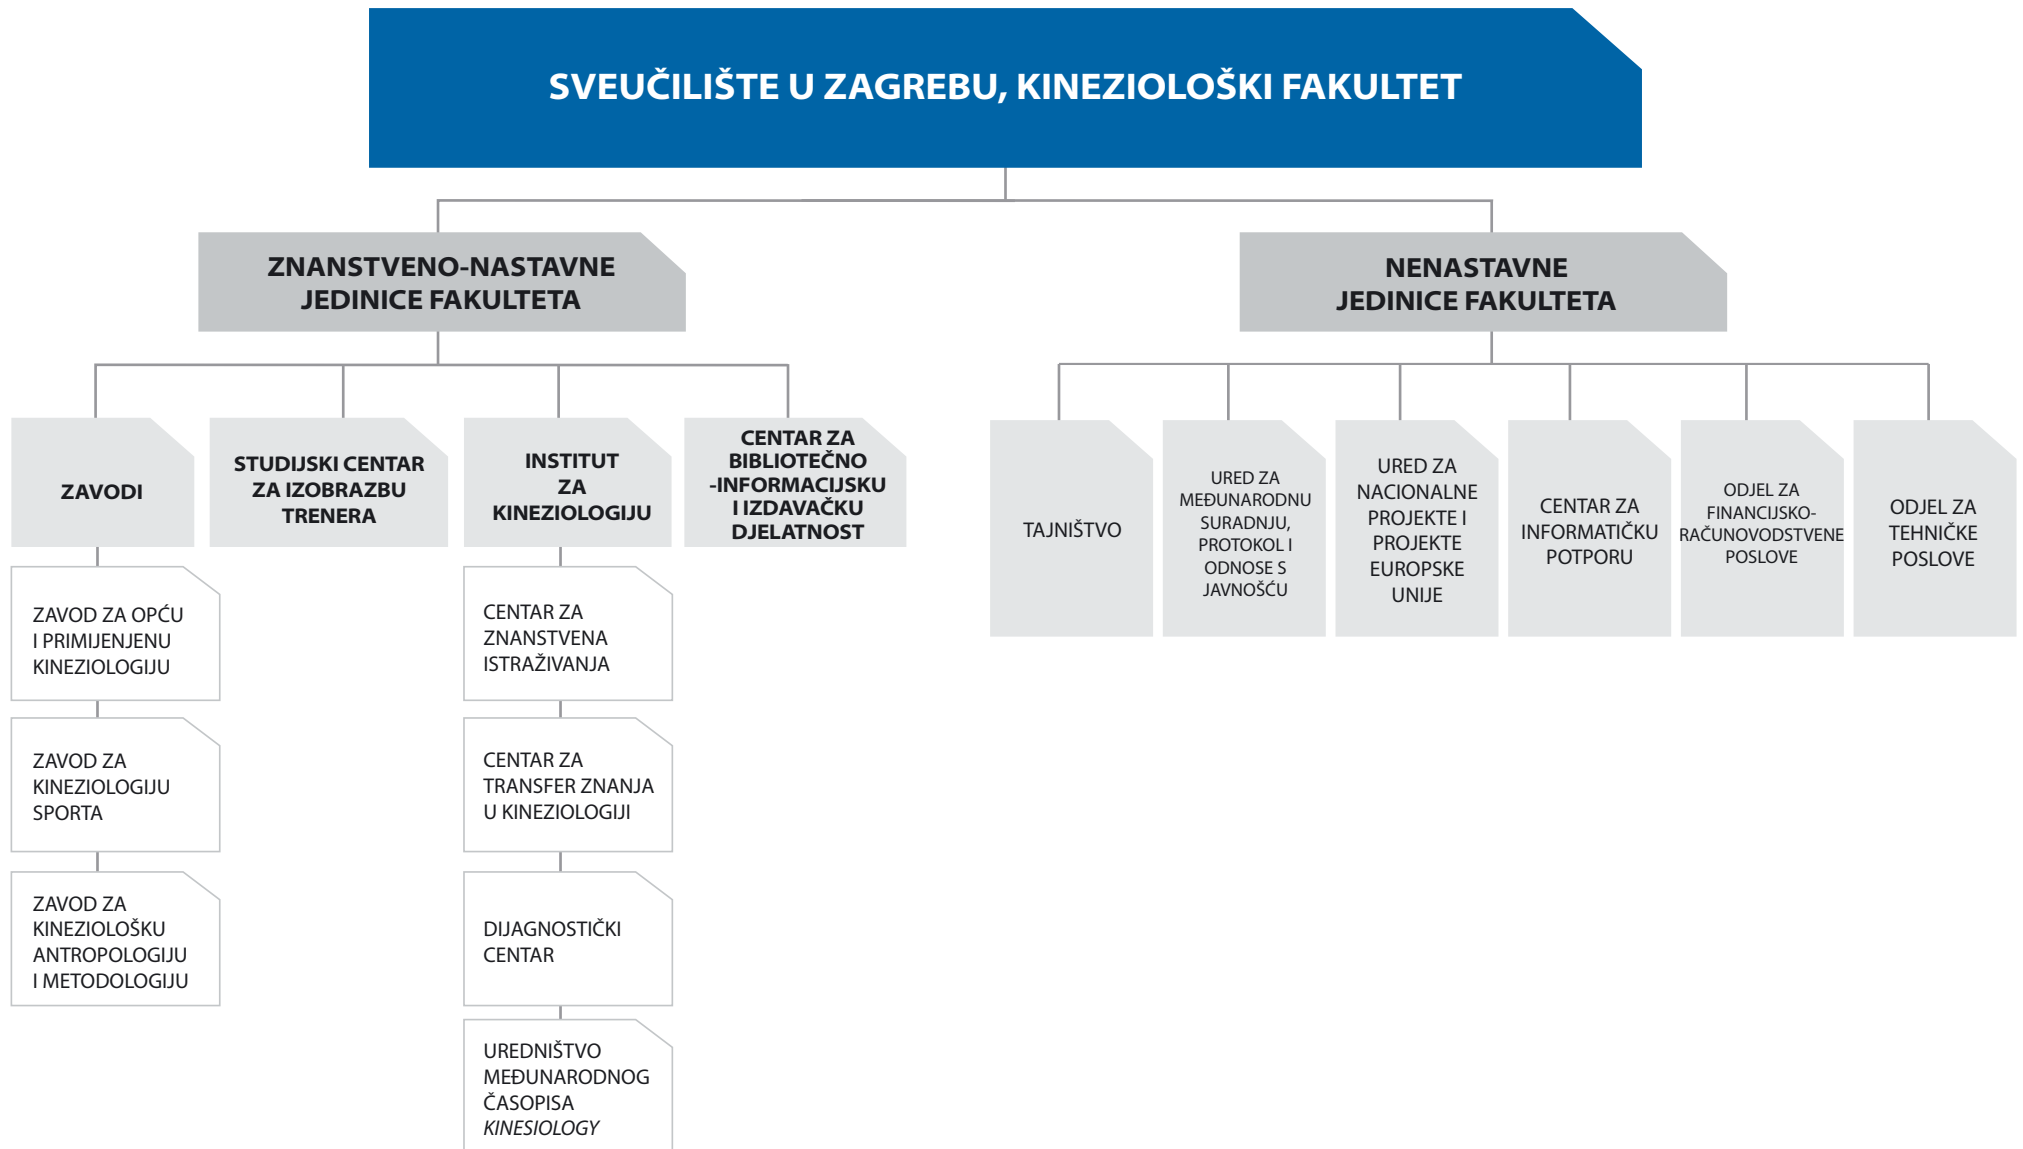 SVEUČILIŠTE U ZAGREBU, KINEZIOLOŠKI FAKULTET
ZNANSTVENO-NASTAVNE
JEDINICE FAKULTETA
NENASTAVNE
JEDINICE FAKULTETA
ZAVODI
STUDIJSKI CENTAR
ZA IZOBRAZBU
TRENERA
INSTITUT
ZA
KINEZIOLOGIJU
CENTAR ZA
BIBLIOTEČNO
-INFORMACIJSKU
I IZDAVAČKU
DJELATNOST
TAJNIŠTVO
URED ZA
MEĐUNARODNU
SURADNJU,
PROTOKOL I
ODNOSE S
JAVNOŠĆU
URED ZA
NACIONALNE
PROJEKTE I
PROJEKTE
EUROPSKE
UNIJE
CENTAR ZA
INFORMATIČKU
POTPORU
ODJEL ZA
FINANCIJSKO-
RAČUNOVODSTVENE
POSLOVE
ODJEL ZA
TEHNIČKE
POSLOVE
ZAVOD ZA OPĆU
I PRIMIJENJENU
KINEZIOLOGIJU
ZAVOD ZA
KINEZIOLOGIJU
SPORTA
ZAVOD ZA
KINEZIOLOŠKU
ANTROPOLOGIJU
I METODOLOGIJU
CENTAR ZA
ZNANSTVENA
ISTRAŽIVANJA
CENTAR ZA
TRANSFER ZNANJA
U KINEZIOLOGIJI
DIJAGNOSTIČKI
CENTAR
UREDNIŠTVO
MEĐUNARODNOG
ČASOPISA
KINESIOLOGY